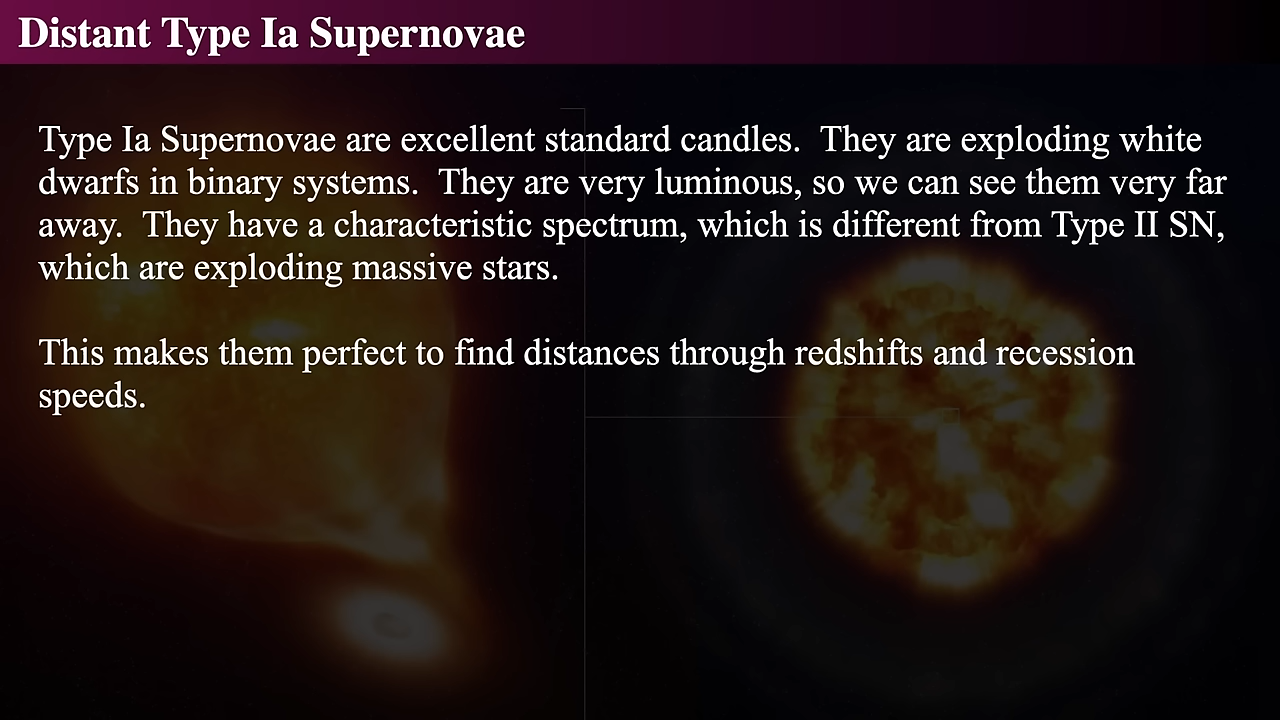 Distant Type Ia Supernovae
Type Ia Supernovae are excellent standard candles.  They are exploding white
dwarfs in binary systems.  They are very luminous, so we can see them very far
away.  They have a characteristic spectrum, which is different from Type II SN,
which are exploding massive stars.
This makes them perfect to find distances through redshifts and recession
speeds.